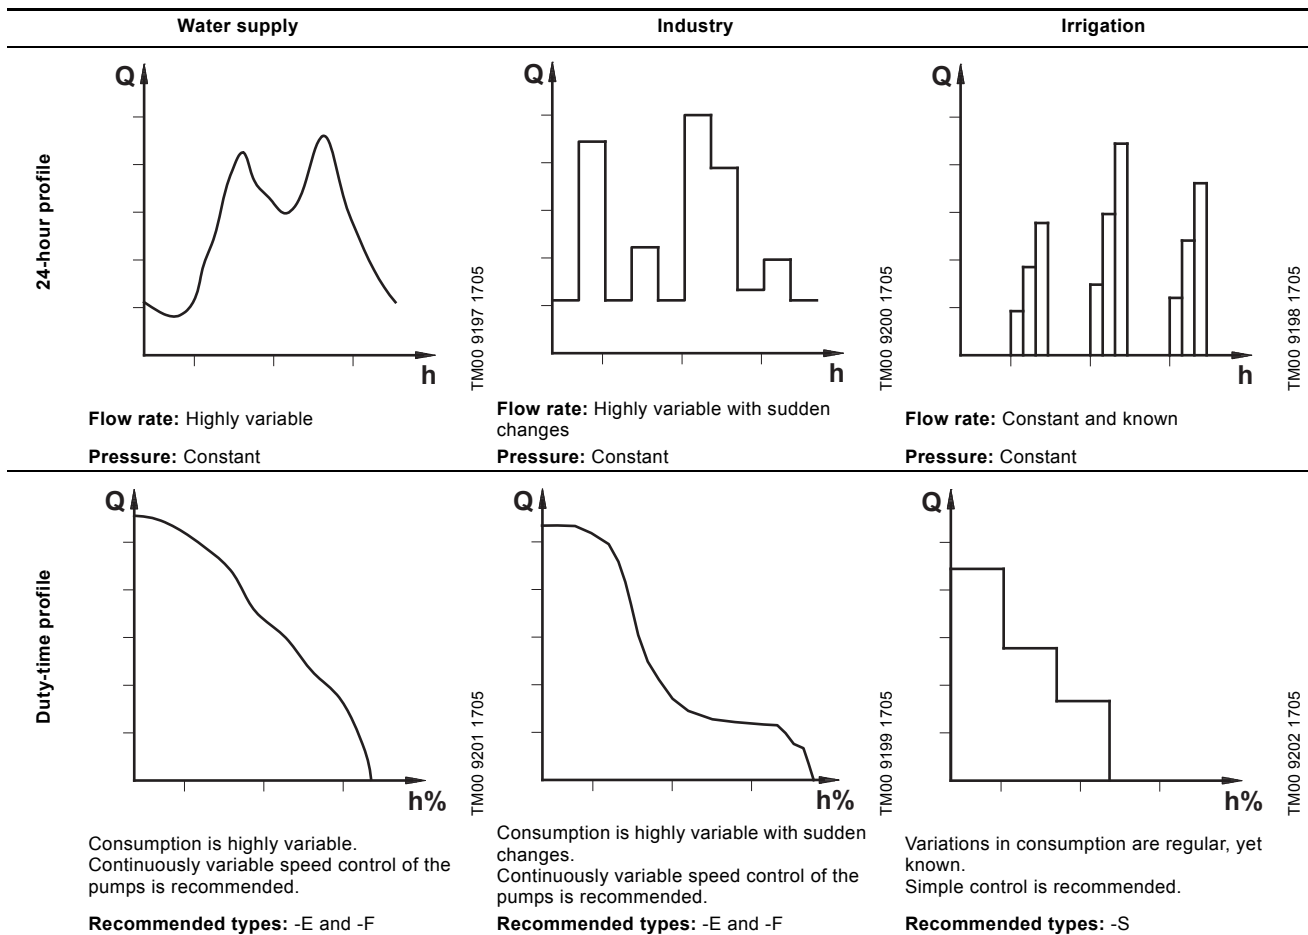 Water supply
Industry
Irrigation
24-hour profile
Q
h
TM00 9197 1705
Q
h
TM00 9200 1705
Q
h
TM00 9198 1705
Flow rate: Highly variable
Pressure: Constant
Flow rate: Highly variable with sudden
changes
Pressure: Constant
Flow rate: Constant and known
Pressure: Constant
Duty-time profile
Q
h%
TM00 9201 1705
Q
h%
TM00 9199 1705
Q
h%
TM00 9202 1705
Consumption is highly variable.
Continuously variable speed control of the
pumps is recommended.
Recommended types: -E and -F
Consumption is highly variable with sudden
changes.
Continuously variable speed control of the
pumps is recommended.
Recommended types: -E and -F
Variations in consumption are regular, yet
known.
Simple control is recommended.
Recommended types: -S